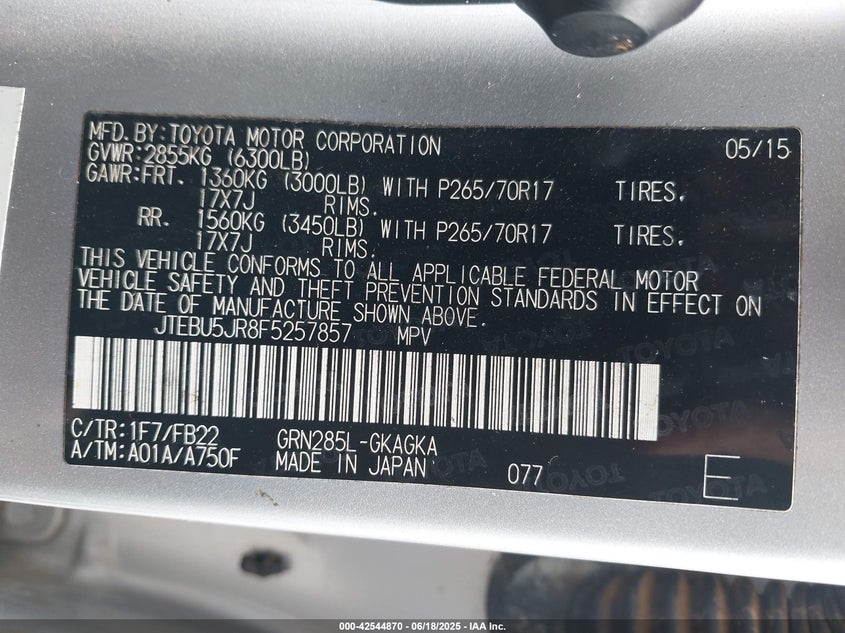 MFD. BY: TOYOTA MOTOR CORPORATION 05/15
GVWR: 2855KG (6300LB)
GAWR: FRT. 1360KG (3000LB) WITH P265/70R17 TIRES.
17X7J RIMS.
RR. 1560KG (3450LB) WITH P265/70R17 TIRES.
17X7J RIMS.
THIS VEHICLE CONFORMS TO ALL APPLICABLE FEDERAL MOTOR
VEHICLE SAFETY AND THEFT PREVENTION STANDARDS IN EFFECT ON
THE DATE OF MANUFACTURE SHOWN ABOVE.
JTEBU5JR8F5257857 MPV
C/TR: 1F7/FB22 GRN285L-GKAGKA
A/TM: A01A/A750F MADE IN JAPAN 077 E
000-42544870 / 06/18/2025 - IAA Inc.